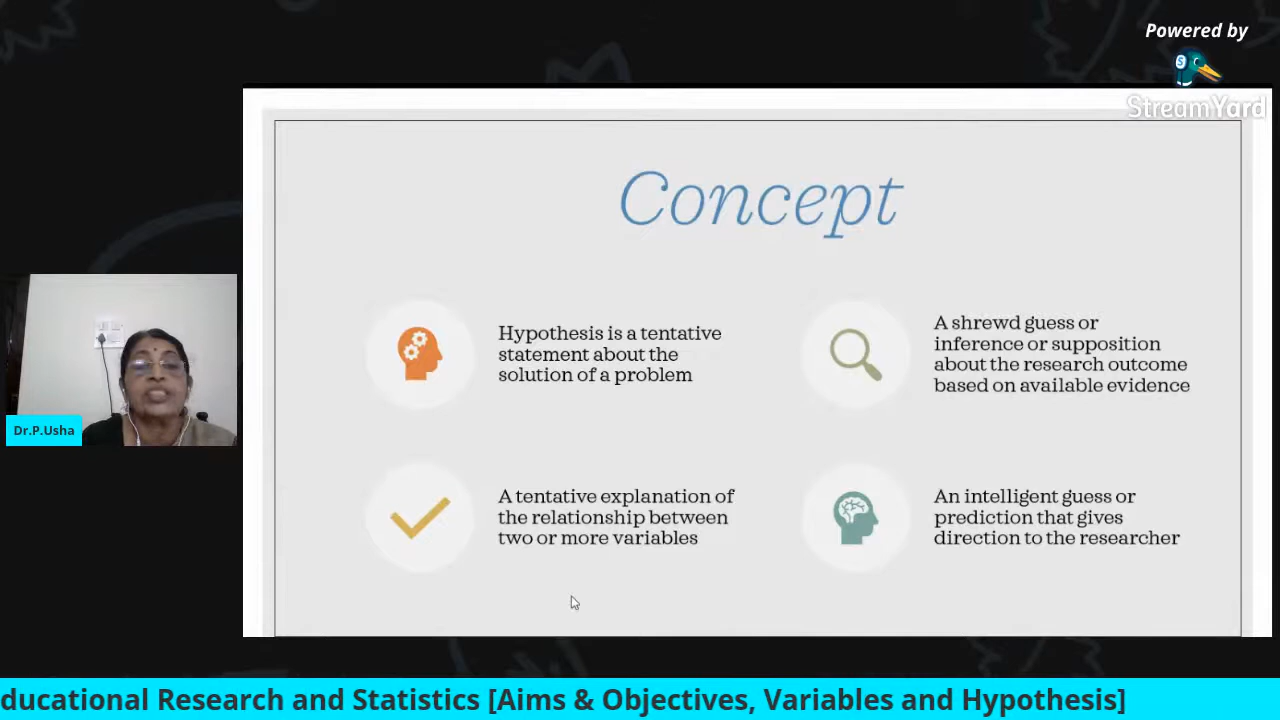 Powered by
StreamYard
Concept
Hypothesis is a tentative
statement about the
solution of a problem
A shrewd guess or
inference or supposition
about the research outcome
based on available evidence
A tentative explanation of
the relationship between
two or more variables
An intelligent guess or
prediction that gives
direction to the researcher
Dr.P.Usha
ducational Research and Statistics [Aims & Objectives, Variables and Hypothesis]